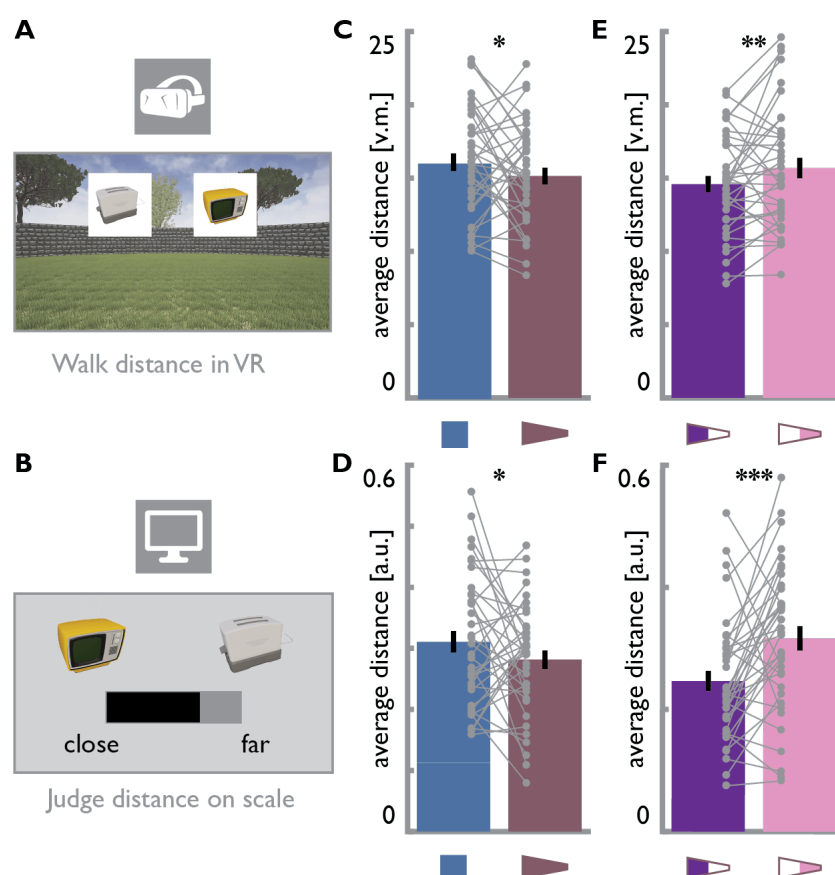 A
Walk distance in VR
B
close far
Judge distance on scale
C
25
*
average distance [v.m.]
0
D
0.6
*
average distance [a.u.]
0
E
25
**
average distance [v.m.]
0
F
0.6
***
average distance [a.u.]
0